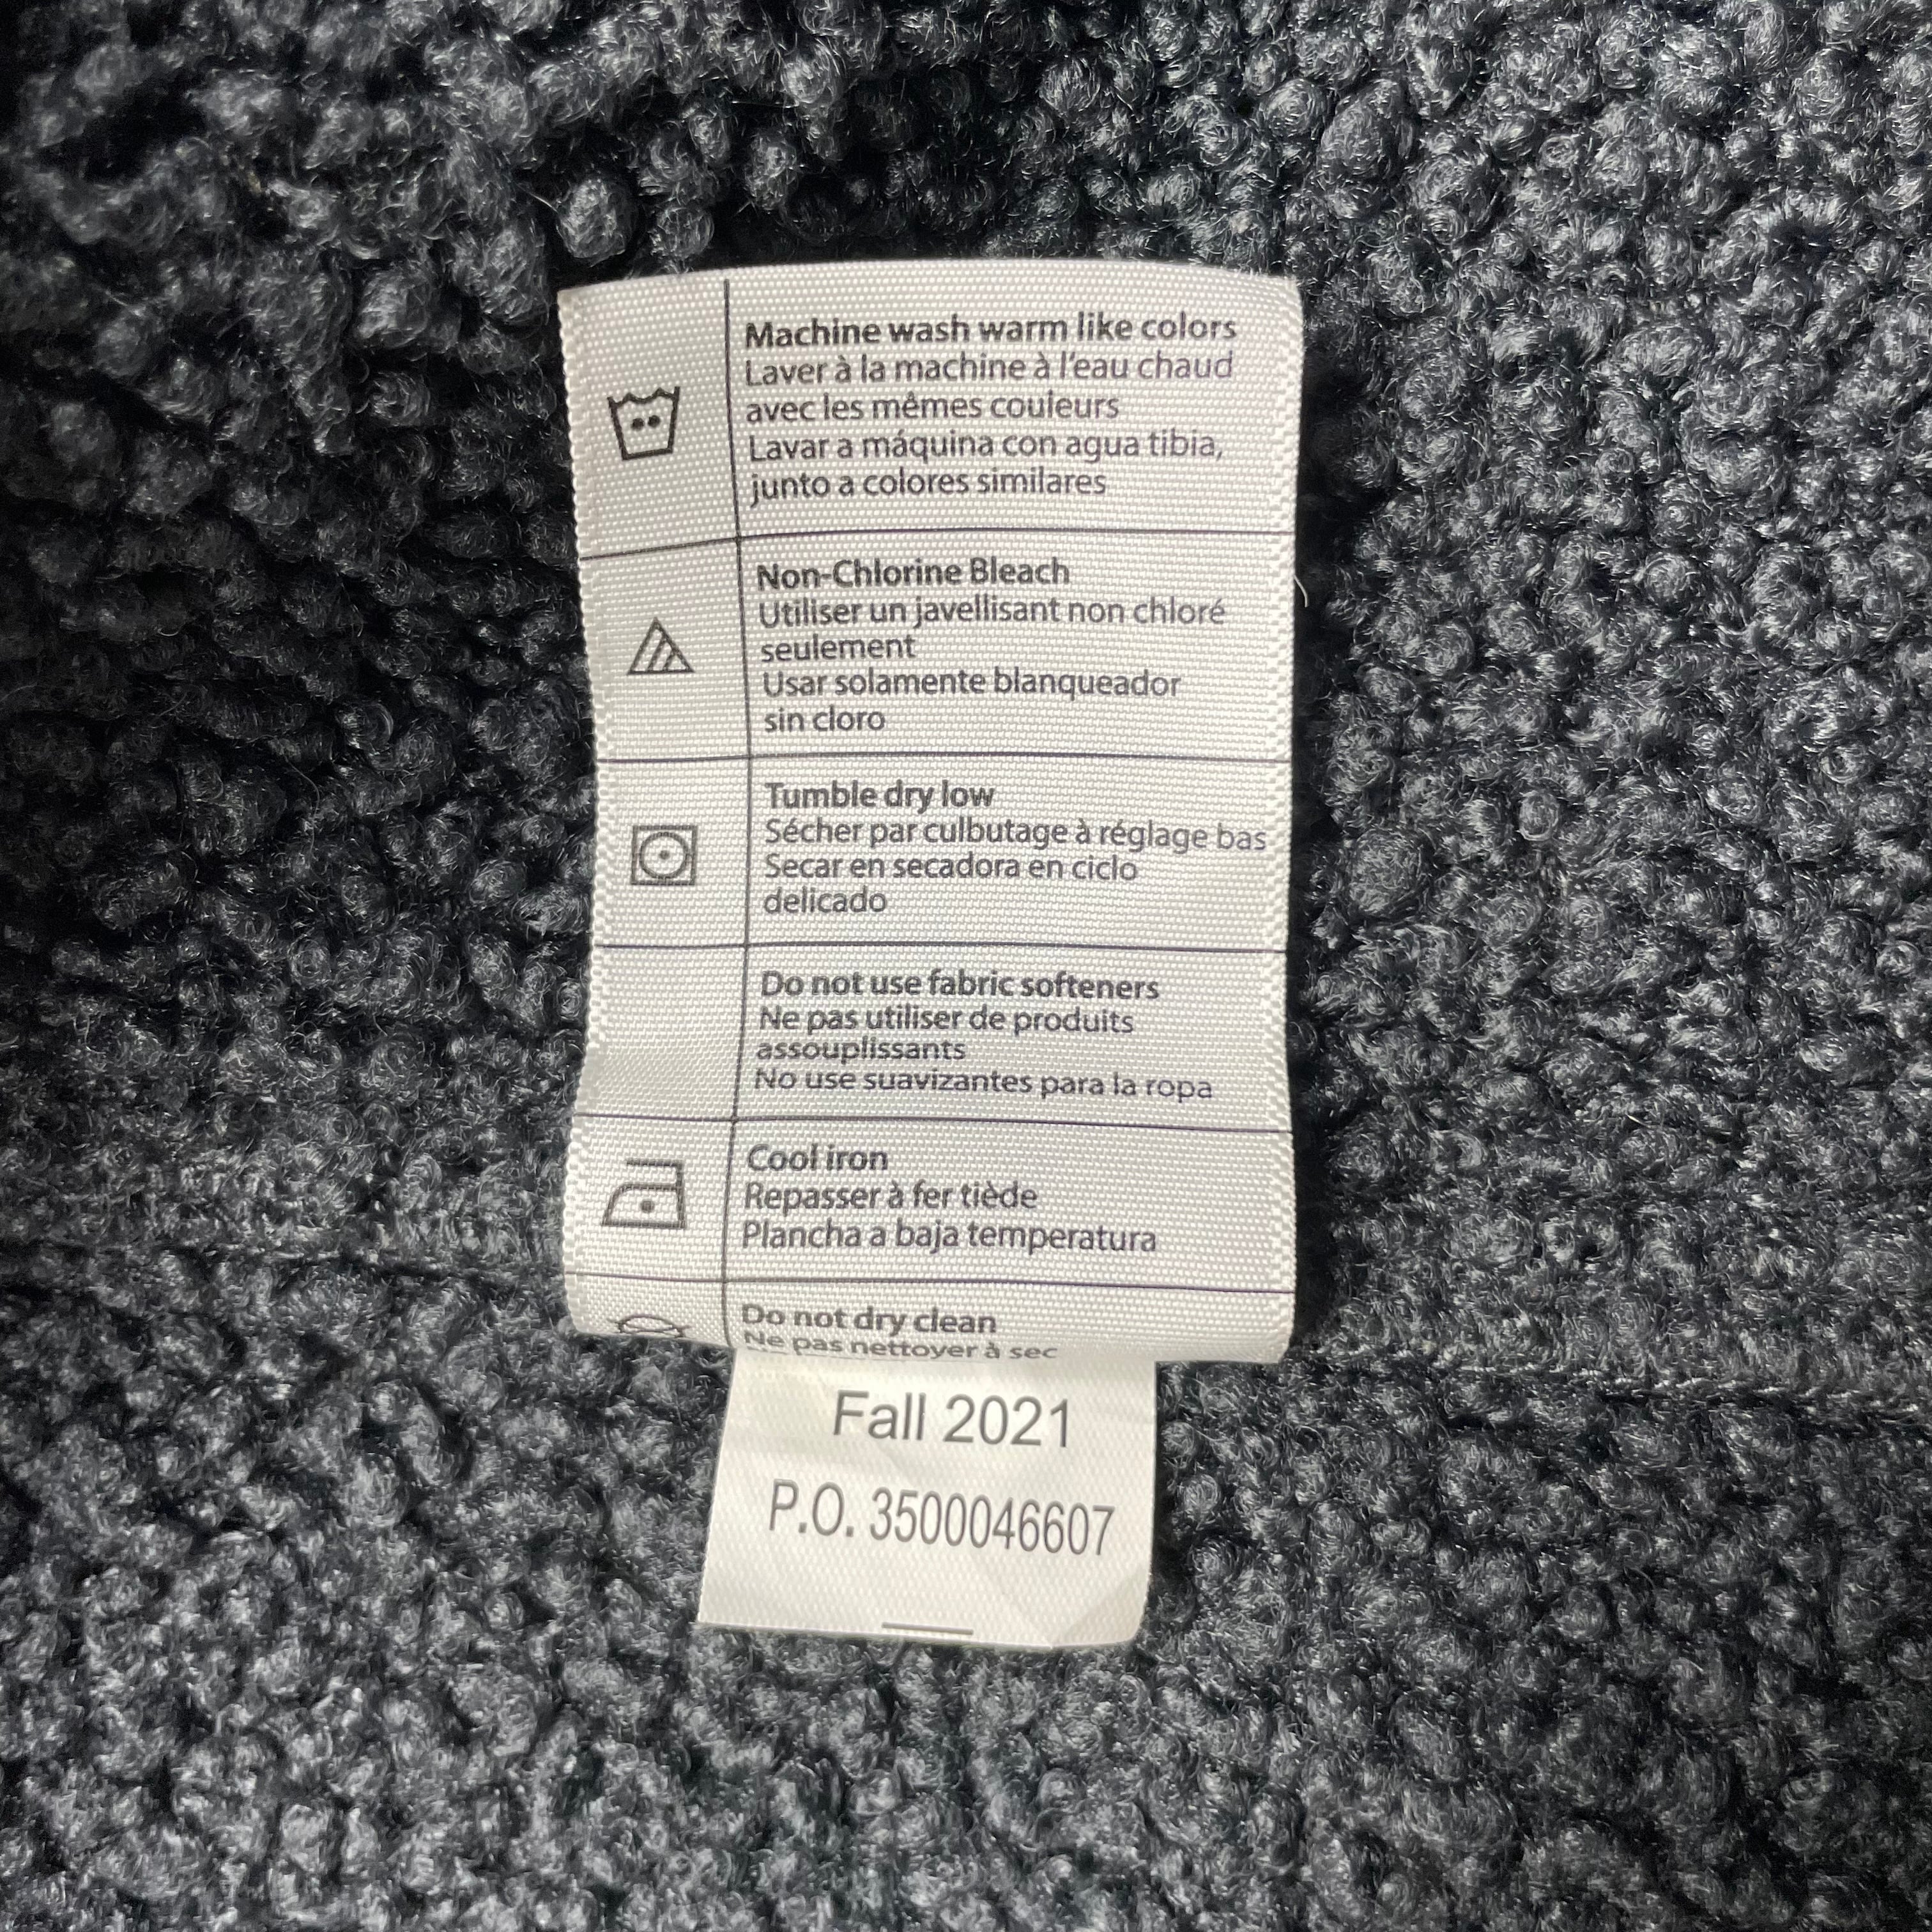 Machine wash warm like colors
Laver à la machine à l'eau chaud
avec les mêmes couleurs
Lavar a máquina con agua tibia,
junto a colores similares
Non-Chlorine Bleach
Utiliser un javellisant non chloré
seulement
Usar solamente blanqueador
sin cloro
Tumble dry low
Sécher par culbutage à réglage bas
Secar en secadora en ciclo
delicado
Do not use fabric softeners
Ne pas utiliser de produits
assouplissants
No use suavizantes para la ropa
Cool iron
Repasser à fer tiède
Plancha a baja temperatura
Do not dry clean
Ne pas nettoyer à sec
Fall 2021
P.O. 3500046607